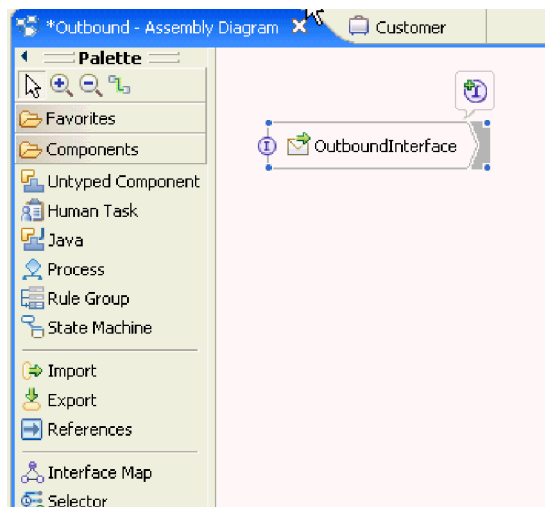 *Outbound - Assembly Diagram
Customer
Palette
Favorites
Components
Untyped Component
Human Task
Java
Process
Rule Group
State Machine
Import
Export
References
Interface Map
Selector
I
I OutboundInterface